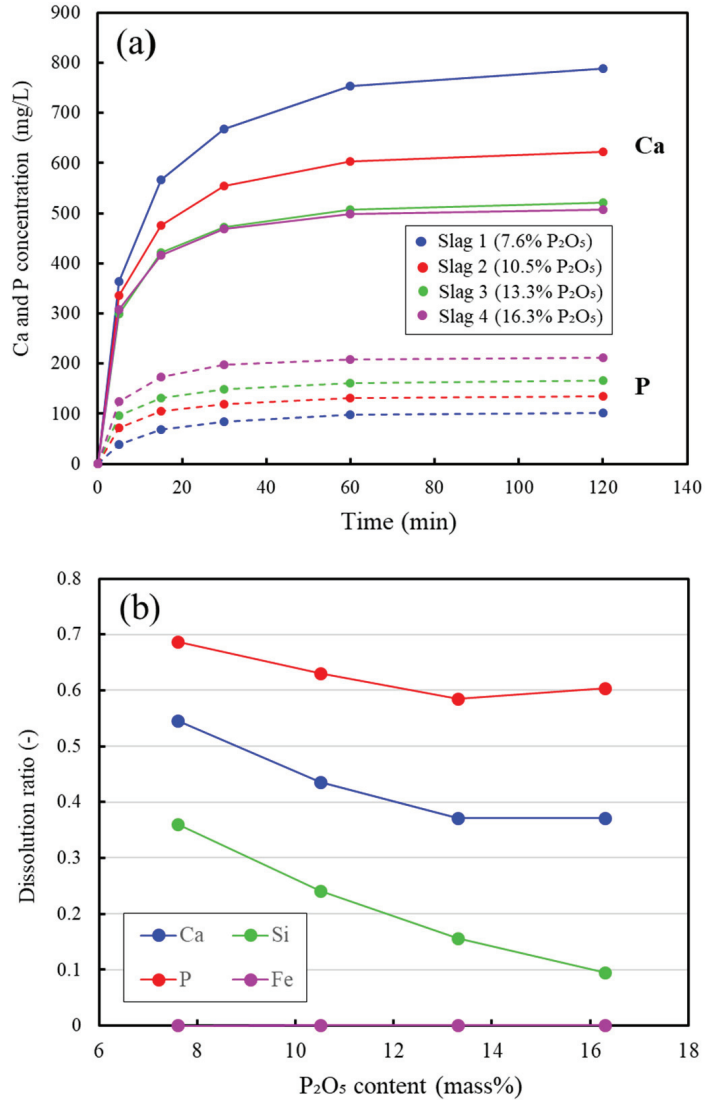 (a)
900
800
700
600
500
400
300
200
100
0
Ca and P concentration (mg/L)
Ca
Slag 1 (7.6% P₂O₅)
Slag 2 (10.5% P₂O₅)
Slag 3 (13.3% P₂O₅)
Slag 4 (16.3% P₂O₅)
P
0 20 40 60 80 100 120 140
Time (min)
(b)
0.8
0.7
0.6
0.5
0.4
0.3
0.2
0.1
0
Dissolution ratio (-)
Ca Si
P Fe
6 8 10 12 14 16 18
P₂O₅ content (mass%)